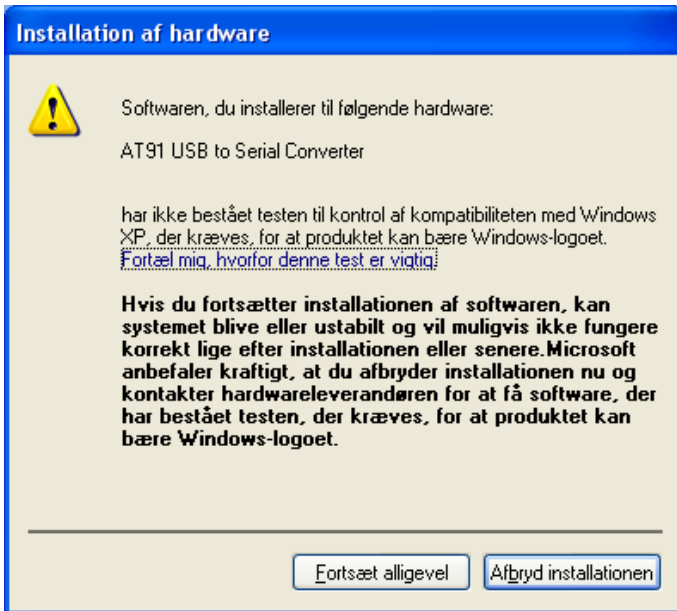 Installation af hardware
Softwaren, du installerer til følgende hardware:
AT91 USB to Serial Converter
har ikke bestået testen til kontrol af kompatibiliteten med Windows
XP, der kræves, for at produktet kan bære Windows-logoet.
Fortæl mig, hvorfor denne test er vigtig.
Hvis du fortsætter installationen af softwaren, kan
systemet blive eller ustabilt og vil muligvis ikke fungere
korrekt lige efter installationen eller senere.Microsoft
anbefaler kraftigt, at du afbryder installationen nu og
kontakter hardwareleverandøren for at få software, der
har bestået testen, der kræves, for at produktet kan
bære Windows-logoet.
Fortsæt alligevel
Afbryd installationen